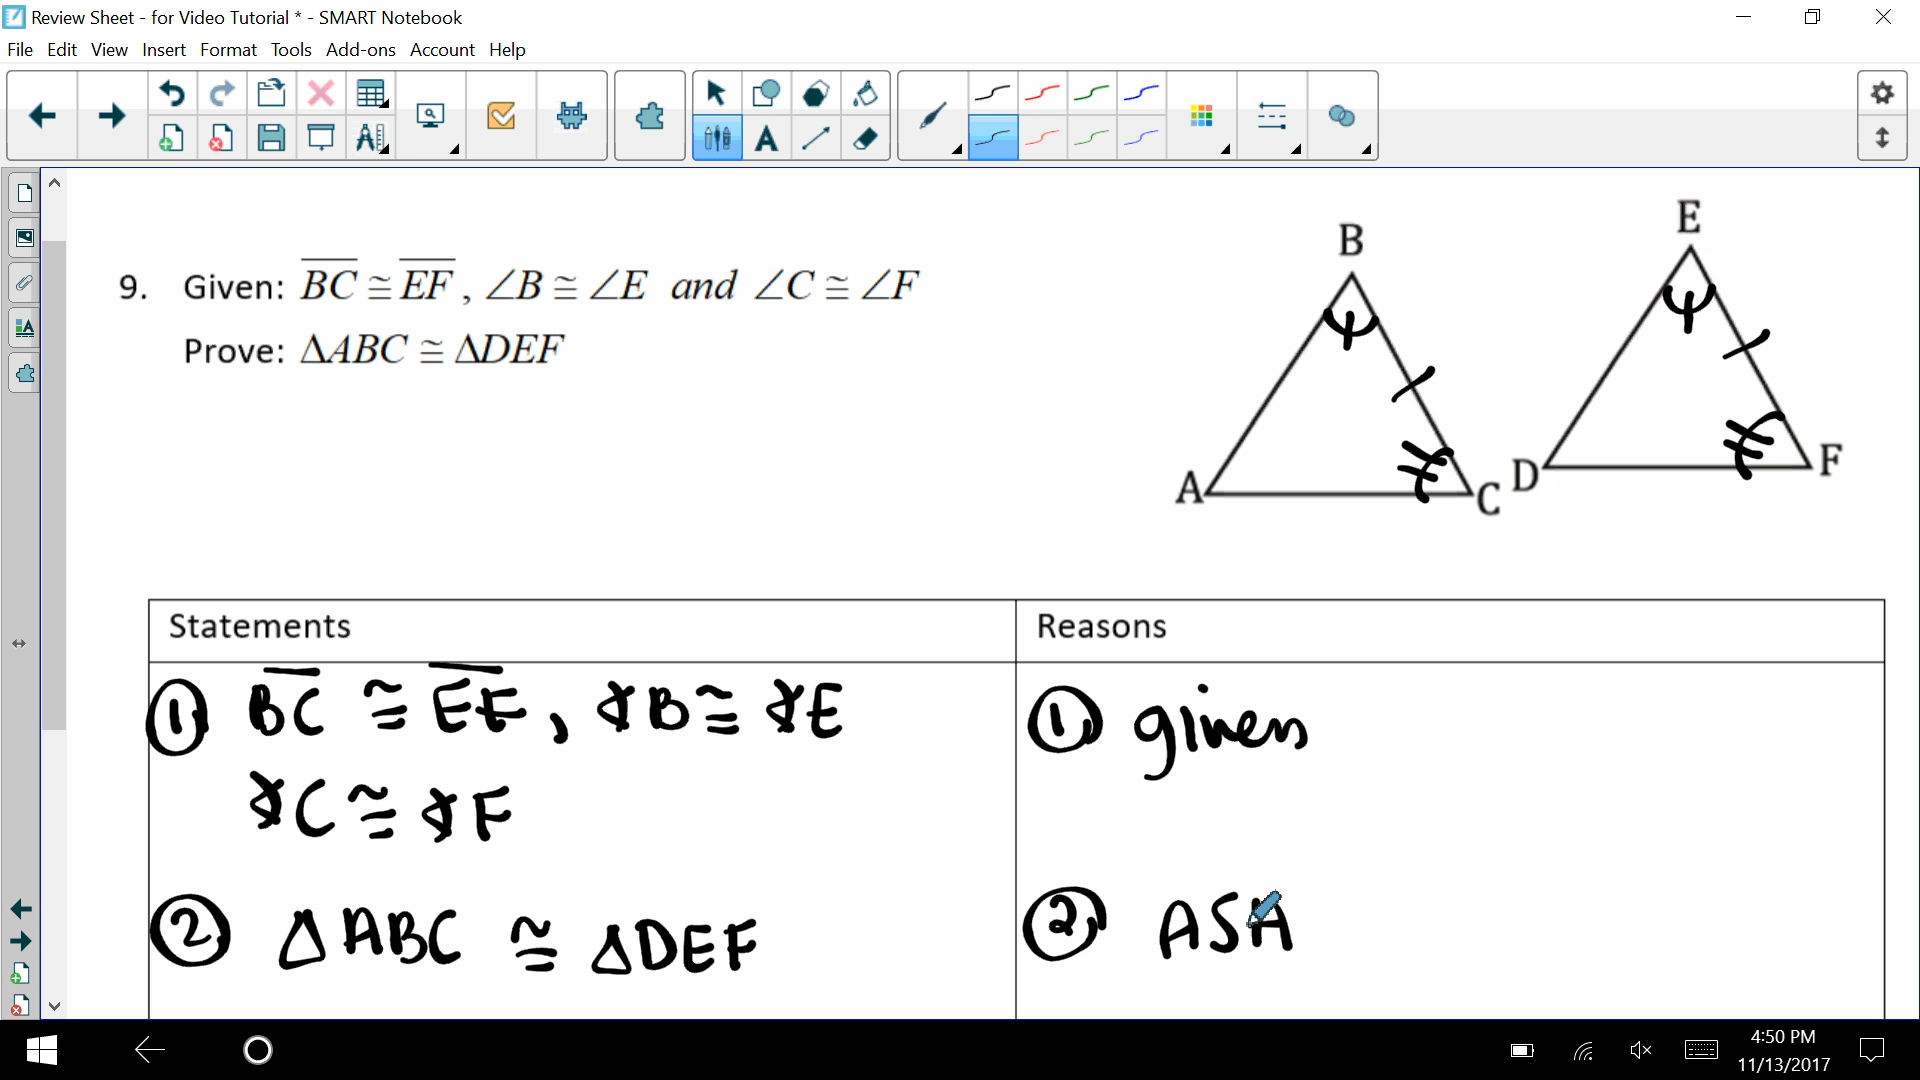 Review Sheet - for Video Tutorial * - SMART Notebook
File Edit View Insert Format Tools Add-ons Account Help
B
E
9. Given: BC ≅ EF , ∠B ≅ ∠E and ∠C ≅ ∠F
Prove: ΔABC ≅ ΔDEF
A
C
D
F
Statements
Reasons
① BC ≅ EF , ∡B ≅ ∡E
① given
∡C ≅ ∡F
② Δ ABC ≅ ΔDEF
② ASA
4:50 PM
11/13/2017